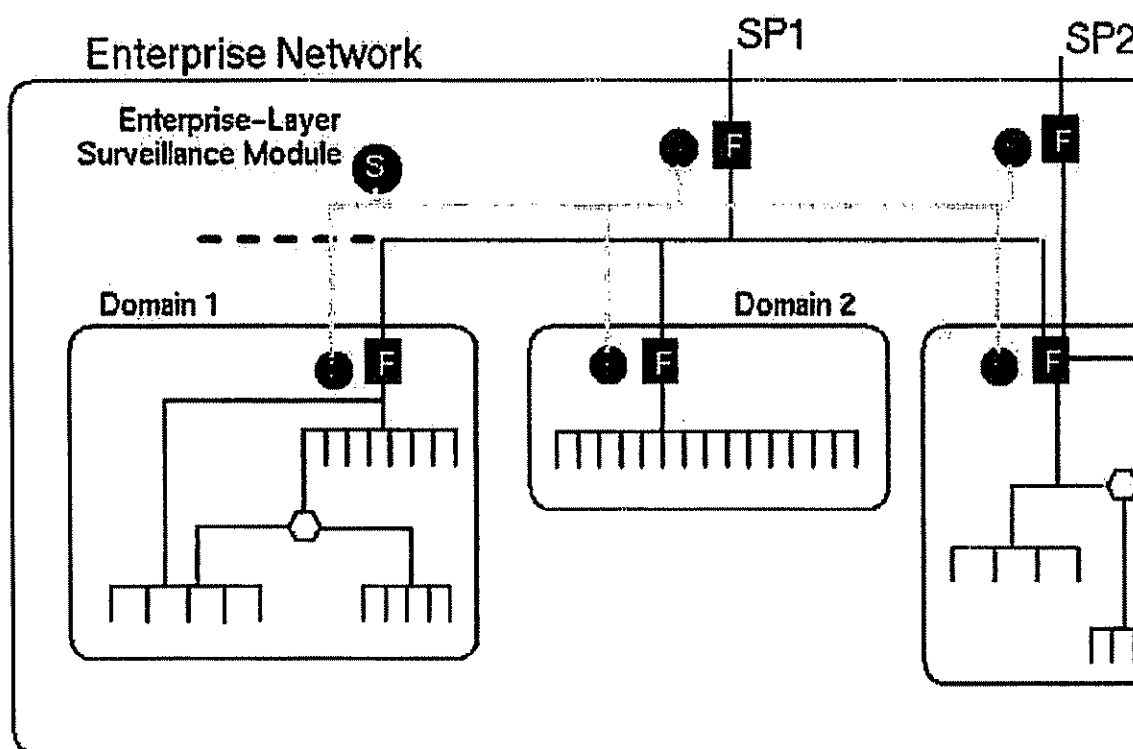 SP1
SP2
Enterprise Network
Enterprise-Layer
Surveillance Module
S
F
F
Domain 1
Domain 2
F
F
F